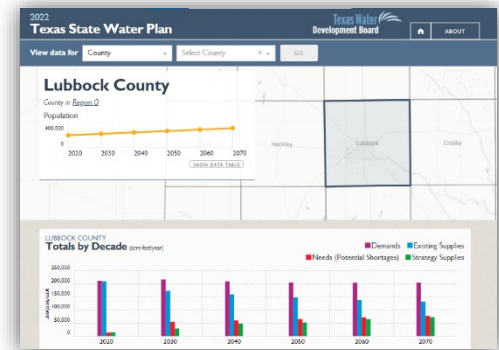 2022
Texas State Water Plan
Texas Water
Development Board
ABOUT
View data for
County
Select County
GO
Lubbock County
County in Region O
Population
400,000
0
2020 2030 2040 2050 2060 2070
SHOW DATA TABLE
Hockley
Lubbock
Crosby
LUBBOCK COUNTY
Totals by Decade (acre-feet/year)
Demands Existing Supplies
Needs (Potential Shortages) Strategy Supplies
250,000
200,000
150,000
100,000
50,000
0
acre-feet/year
2020 2030 2040 2050 2060 2070